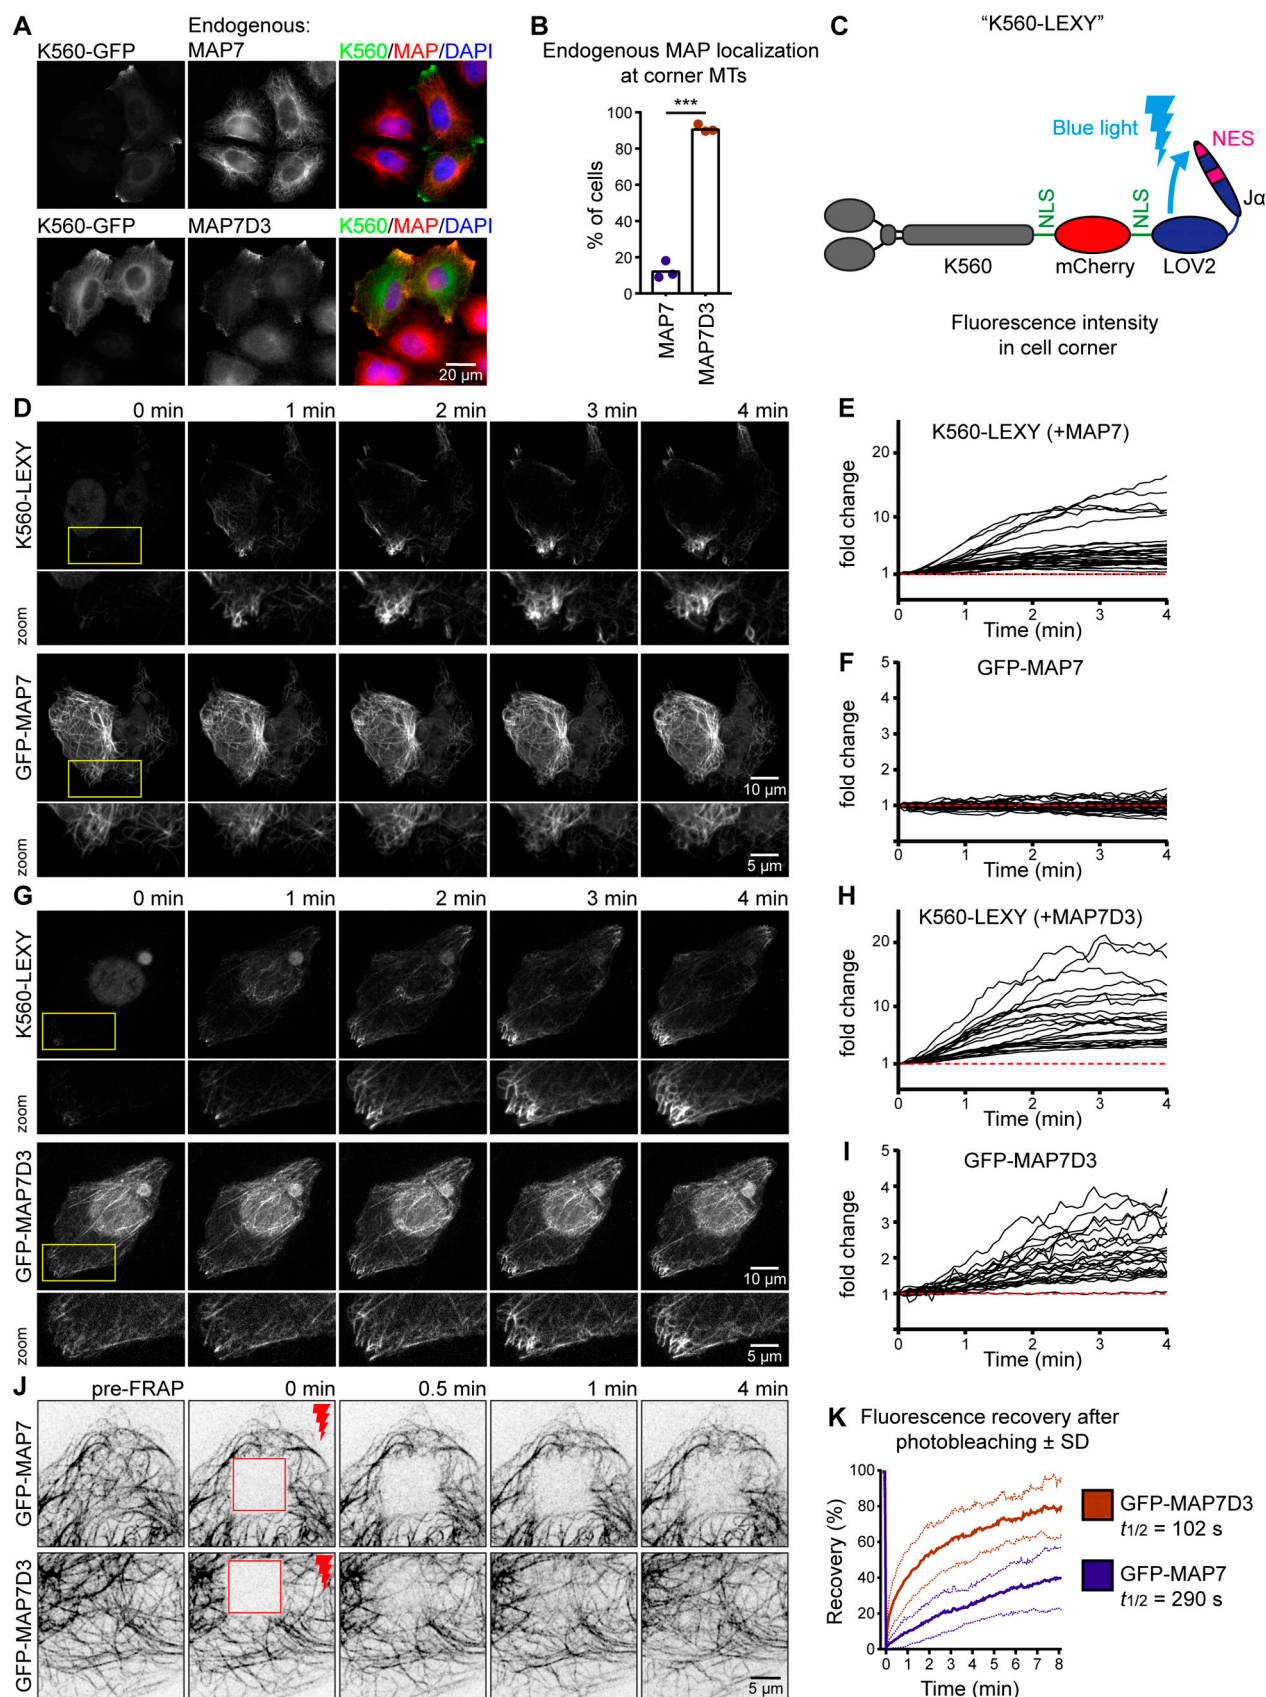 A
Endogenous:
K560-GFP
MAP7
K560/MAP/DAPI
K560-GFP
MAP7D3
K560/MAP/DAPI
20 µm
B
Endogenous MAP localization
at corner MTs
***
% of cells
100
80
60
40
20
0
MAP7
MAP7D3
C
“K560-LEXY”
Blue light
NES
Jα
NLS
NLS
K560
mCherry
LOV2
Fluorescence intensity
in cell corner
D
0 min
1 min
2 min
3 min
4 min
K560-LEXY
zoom
GFP-MAP7
10 µm
zoom
5 µm
E
K560-LEXY (+MAP7)
fold change
20
10
1
0
1
2
3
4
Time (min)
F
GFP-MAP7
fold change
5
4
3
2
1
0
0
1
2
3
4
Time (min)
G
0 min
1 min
2 min
3 min
4 min
K560-LEXY
zoom
GFP-MAP7D3
10 µm
zoom
5 µm
H
K560-LEXY (+MAP7D3)
fold change
20
10
1
0
1
2
3
4
Time (min)
I
GFP-MAP7D3
fold change
5
4
3
2
1
0
0
1
2
3
4
Time (min)
J
pre-FRAP
0 min
0.5 min
1 min
4 min
GFP-MAP7
GFP-MAP7D3
5 µm
K
Fluorescence recovery after
photobleaching ± SD
Recovery (%)
100
80
60
40
20
0
0
1
2
3
4
5
6
7
8
Time (min)
GFP-MAP7D3
t1/2 = 102 s
GFP-MAP7
t1/2 = 290 s